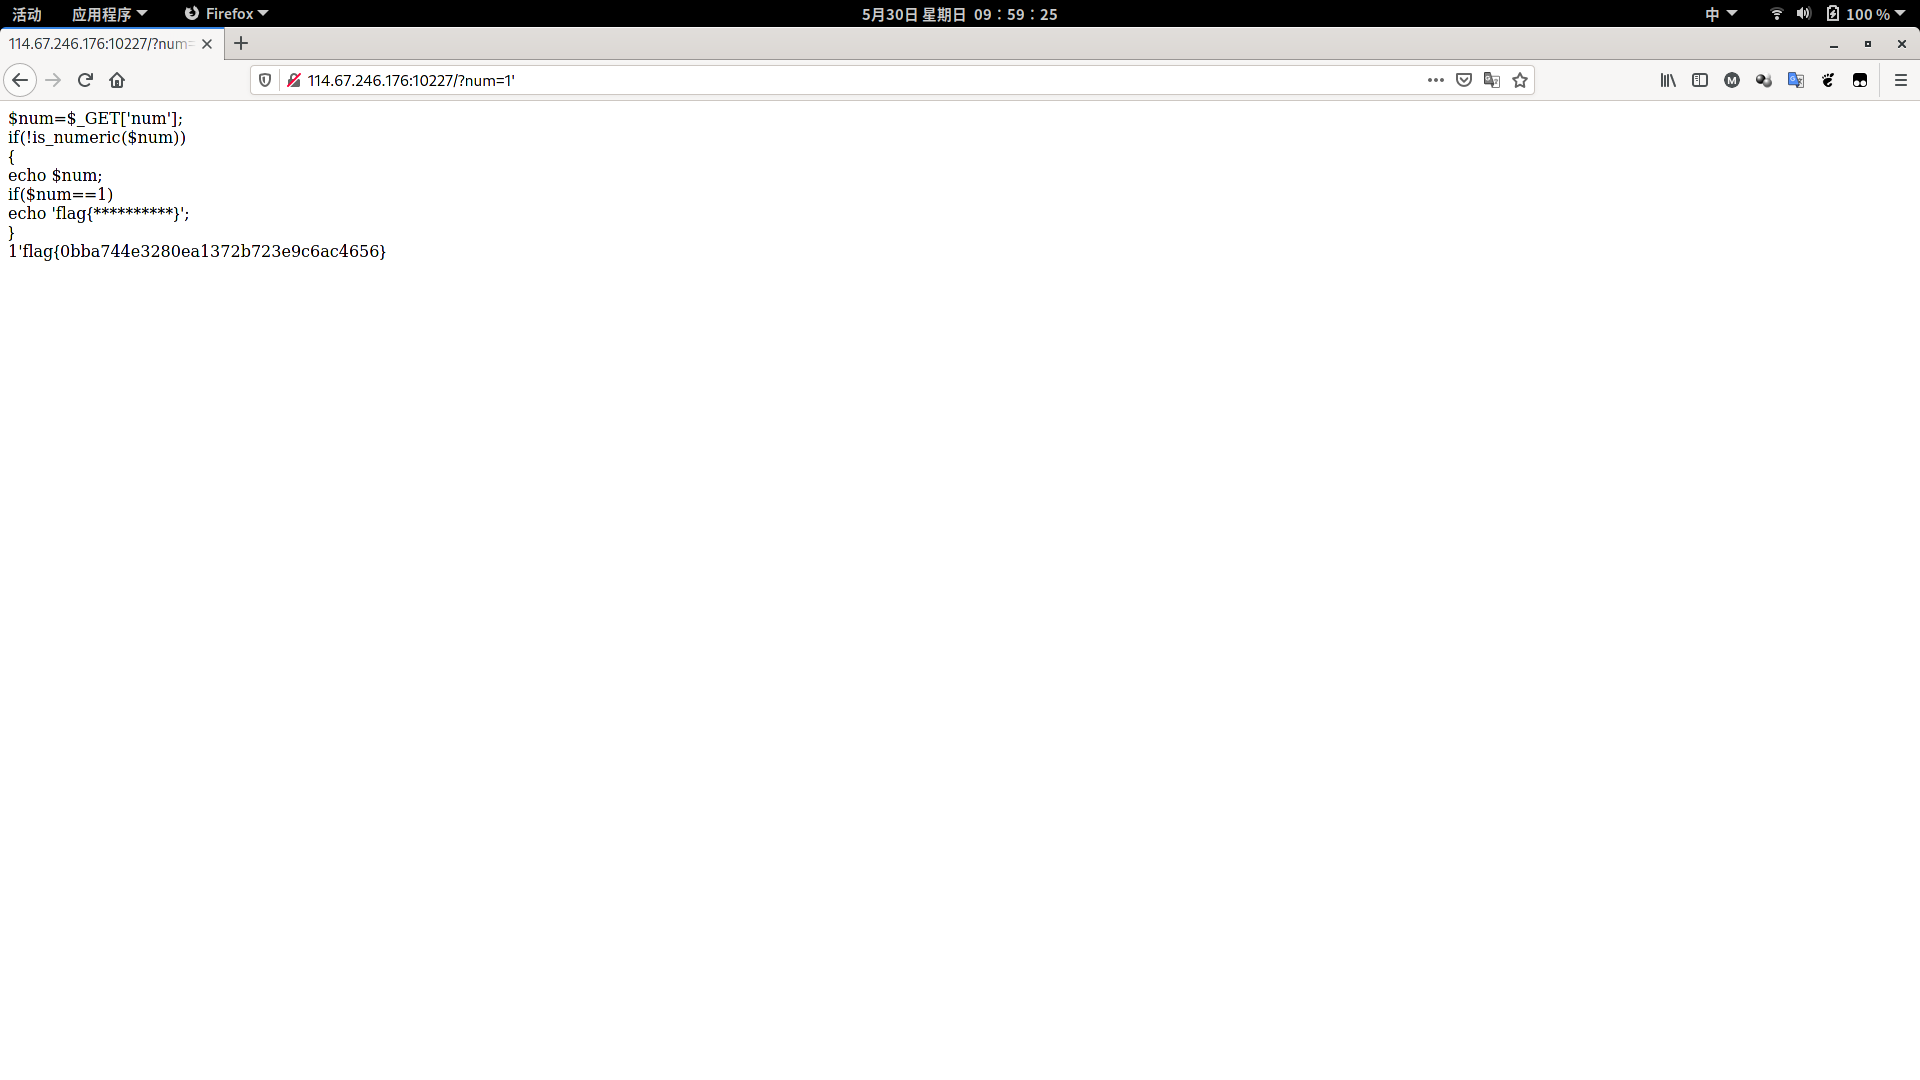 活动 应用程序 Firefox 5月30日 星期日 09：59：25 中 100 %
114.67.246.176:10227/?num=
114.67.246.176:10227/?num=1'
$num=$_GET['num'];
if(!is_numeric($num))
{
echo $num;
if($num==1)
echo 'flag{**********}';
}
1'flag{0bba744e3280ea1372b723e9c6ac4656}